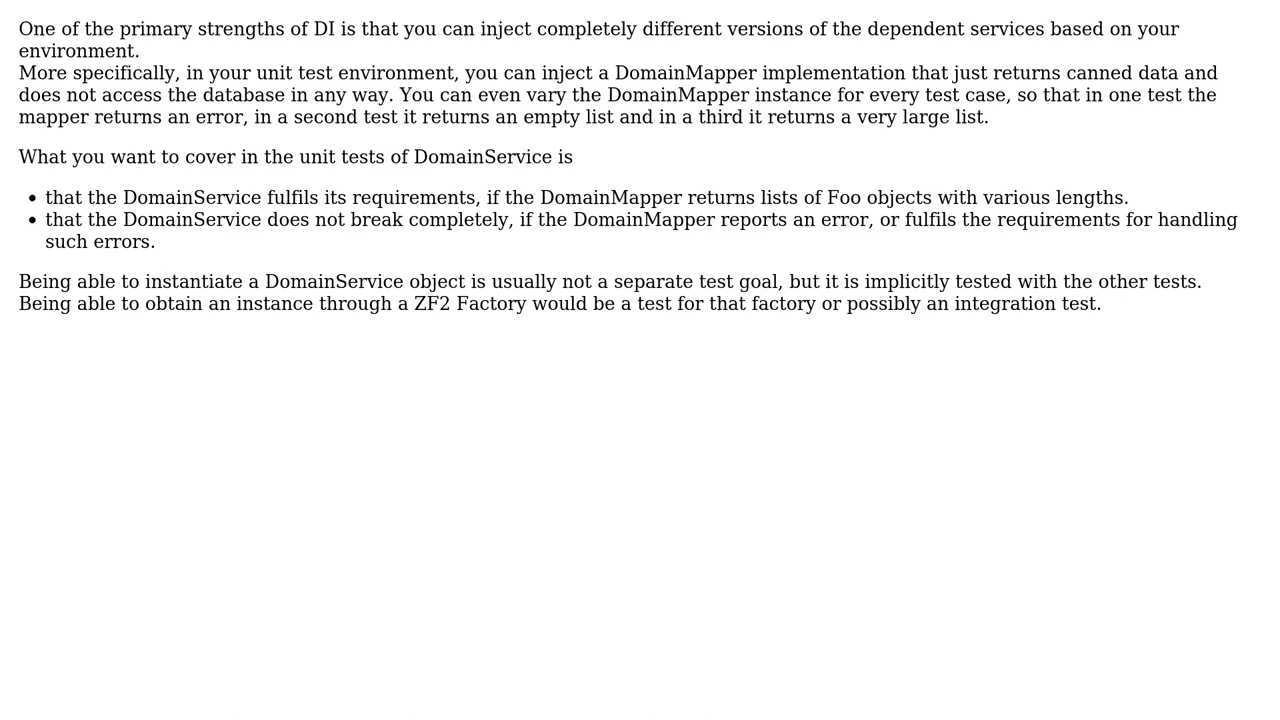 One of the primary strengths of DI is that you can inject completely different versions of the dependent services based on your
environment.
More specifically, in your unit test environment, you can inject a DomainMapper implementation that just returns canned data and
does not access the database in any way. You can even vary the DomainMapper instance for every test case, so that in one test the
mapper returns an error, in a second test it returns an empty list and in a third it returns a very large list.
What you want to cover in the unit tests of DomainService is
• that the DomainService fulfils its requirements, if the DomainMapper returns lists of Foo objects with various lengths.
• that the DomainService does not break completely, if the DomainMapper reports an error, or fulfils the requirements for handling
such errors.
Being able to instantiate a DomainService object is usually not a separate test goal, but it is implicitly tested with the other tests.
Being able to obtain an instance through a ZF2 Factory would be a test for that factory or possibly an integration test.